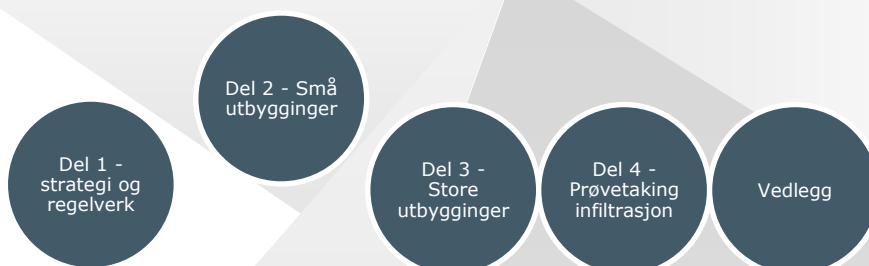 Del 1 -
strategi og
regelverk
Del 2 - Små
utbygginger
Del 3 -
Store
utbygginger
Del 4 -
Prøvetaking
infiltrasjon
Vedlegg